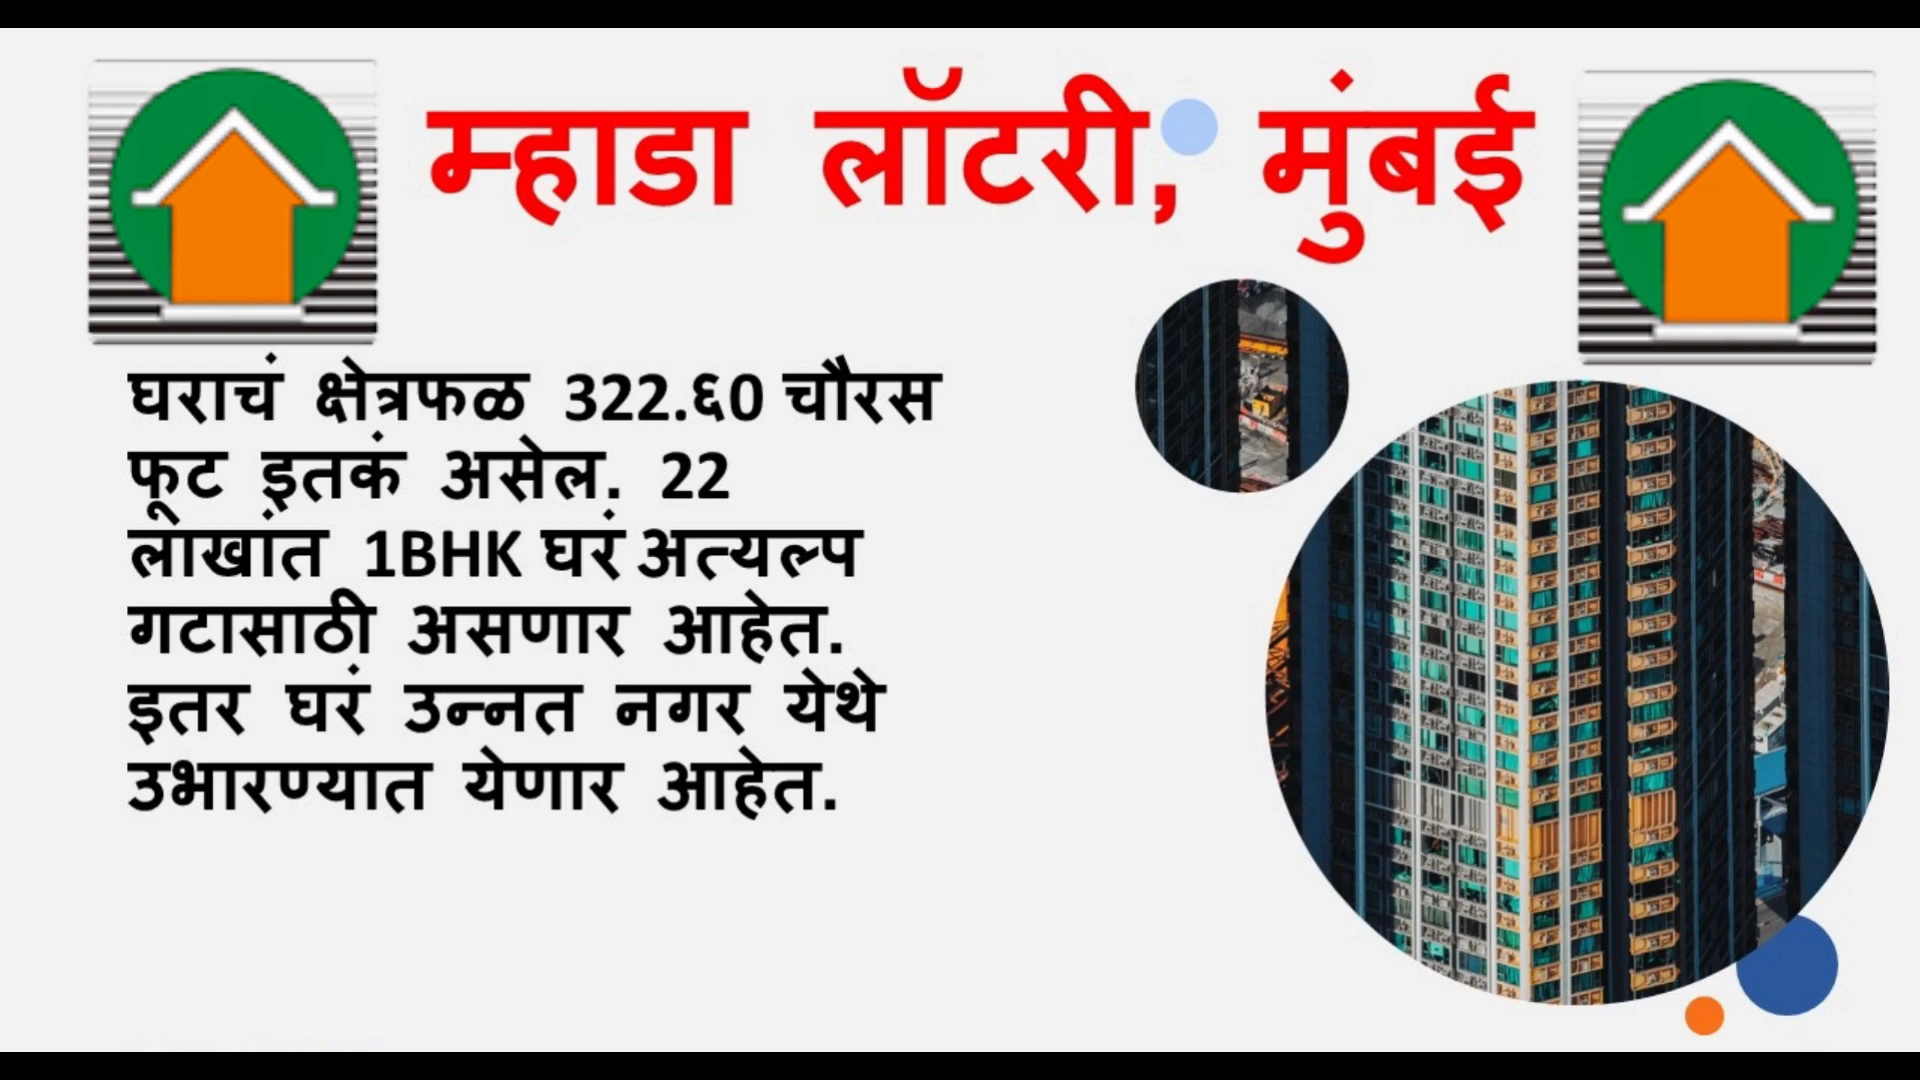 म्हाडा लॉटरी, मुंबई
घराचं क्षेत्रफळ 322.६0 चौरस
फूट इतकं असेल. 22
लाखांत 1BHK घरं अत्यल्प
गटासाठी असणार आहेत.
इतर घरं उन्नत नगर येथे
उभारण्यात येणार आहेत.